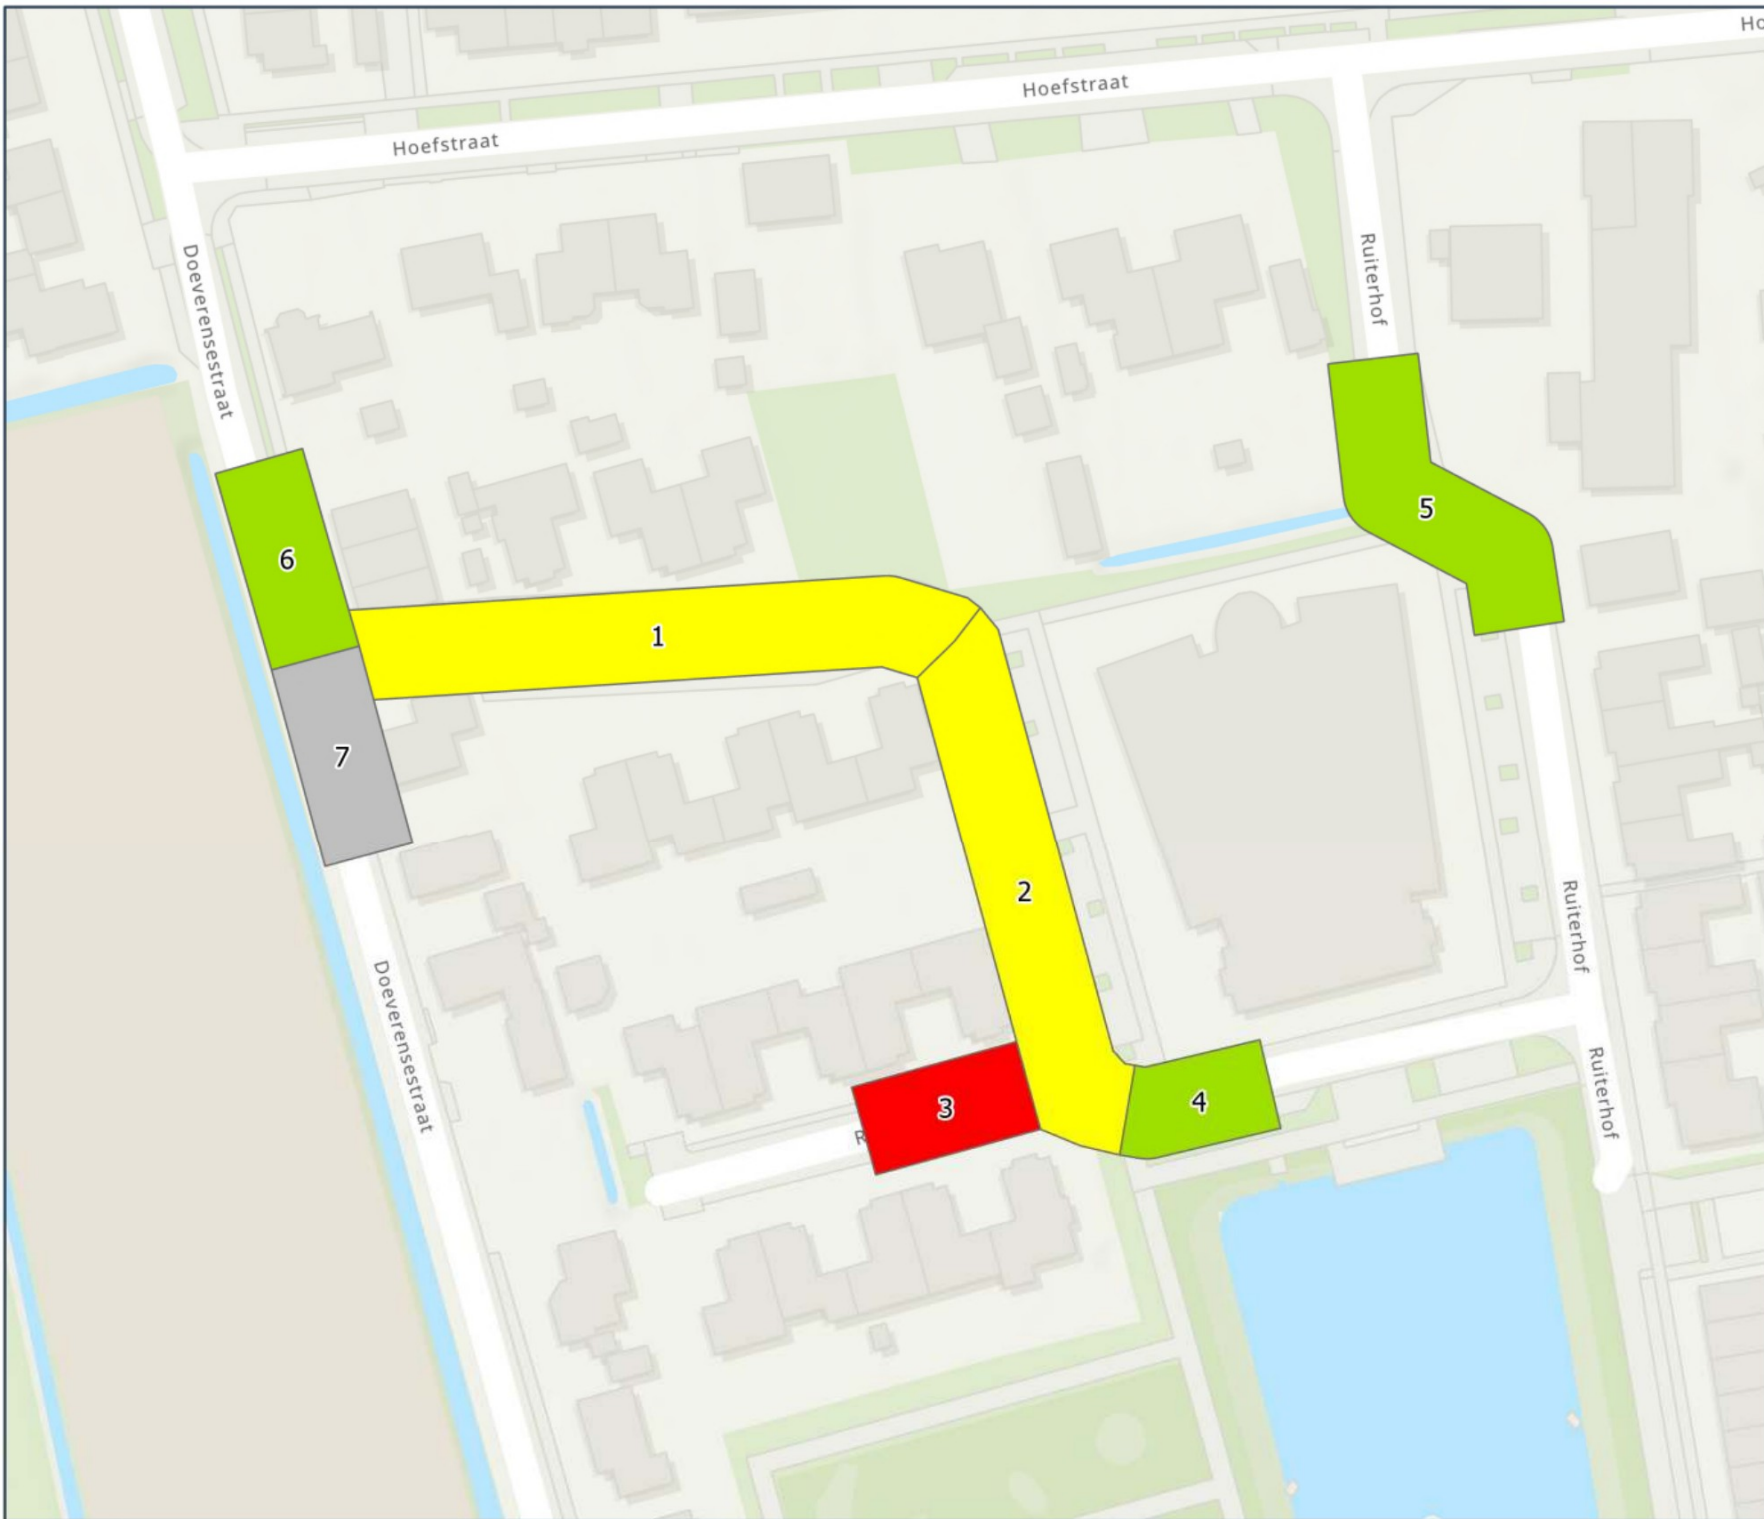 Ho
Hoefstraat
Hoefstraat
Doeverensestraat
Ruiterhof
6
5
1
7
2
Ruiterhof
Doeverensestraat
3
4
Ruiterhof
R